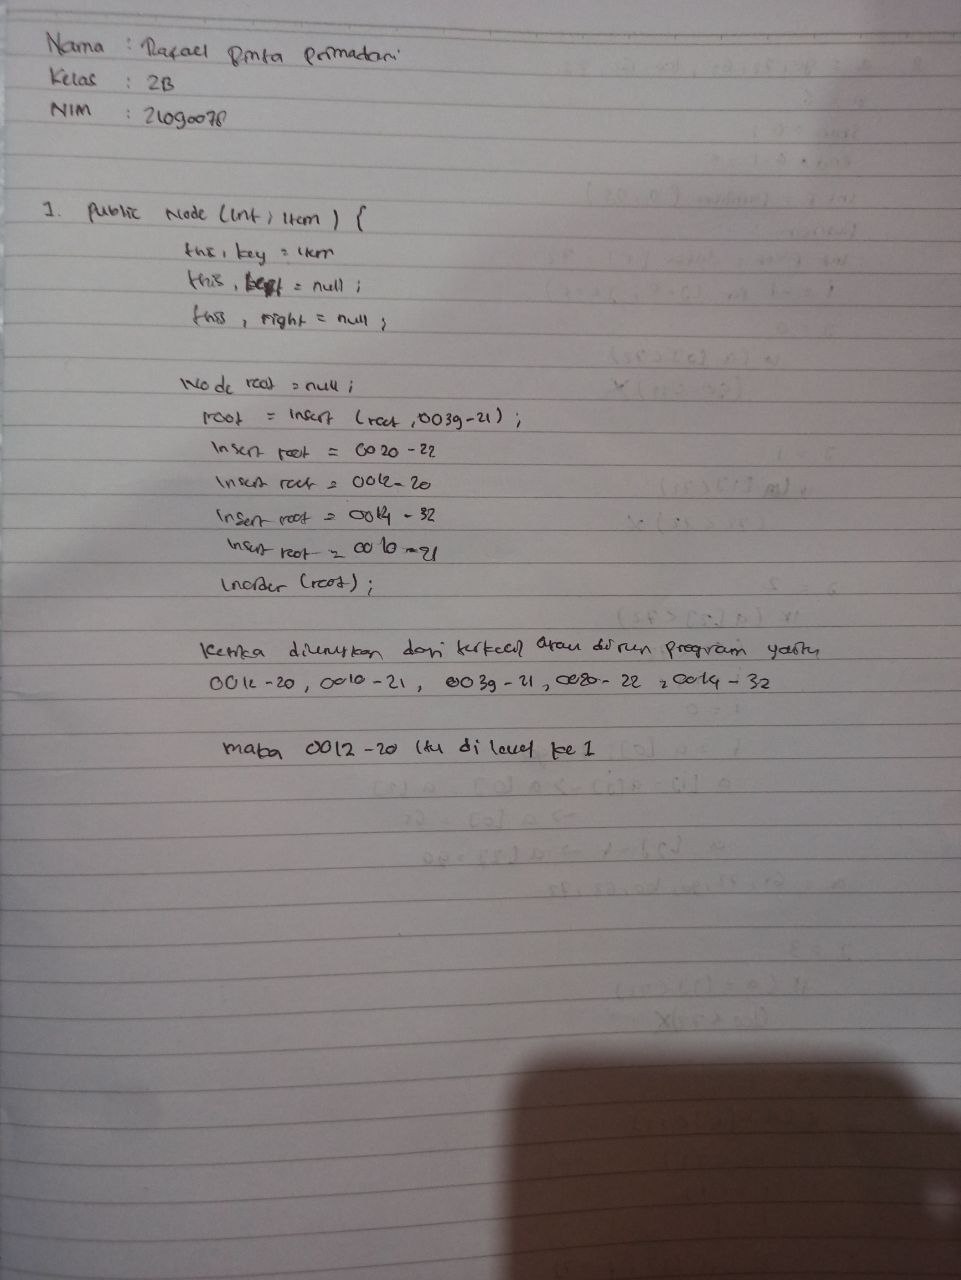 Nama : Rafael Pinta Primadani
Kelas : 2B
NIM : 21090078
1. Public Node (Int ; Item ) {
this , key = item
this , left = null ;
this , right = null ;
Node root = null ;
root = Insert (root , 0039-21) ;
Insert root = 0020 - 22
Insert root = 0012 - 20
Insert root = 0014 - 32
Insert root = 0010 - 21
Inorder (root) ;
Ketika diurutkan dari terkecil atau dirun program yaitu
0012 - 20 , 0010 - 21 , 0039 - 21 , 0020 - 22 , 0014 - 32
maka 0012 - 20 itu di level ke 1